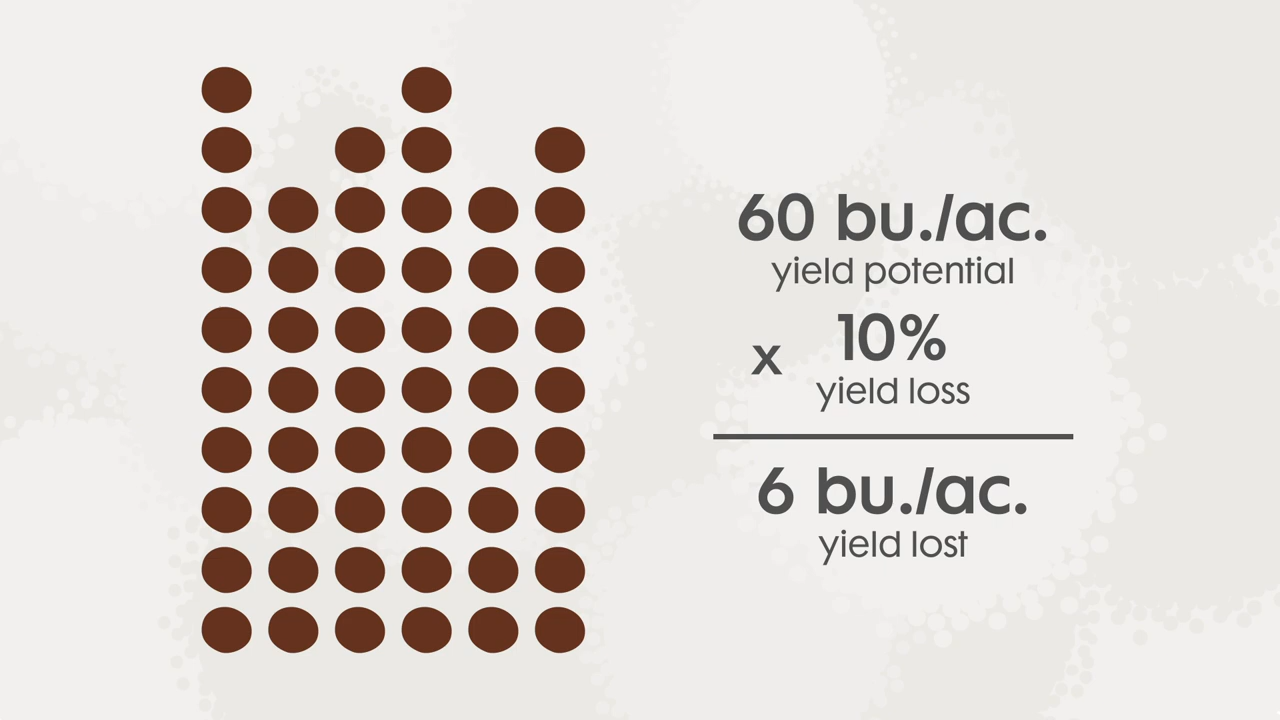 60 bu./ac.
yield potential
x 10%
yield loss
6 bu./ac.
yield lost